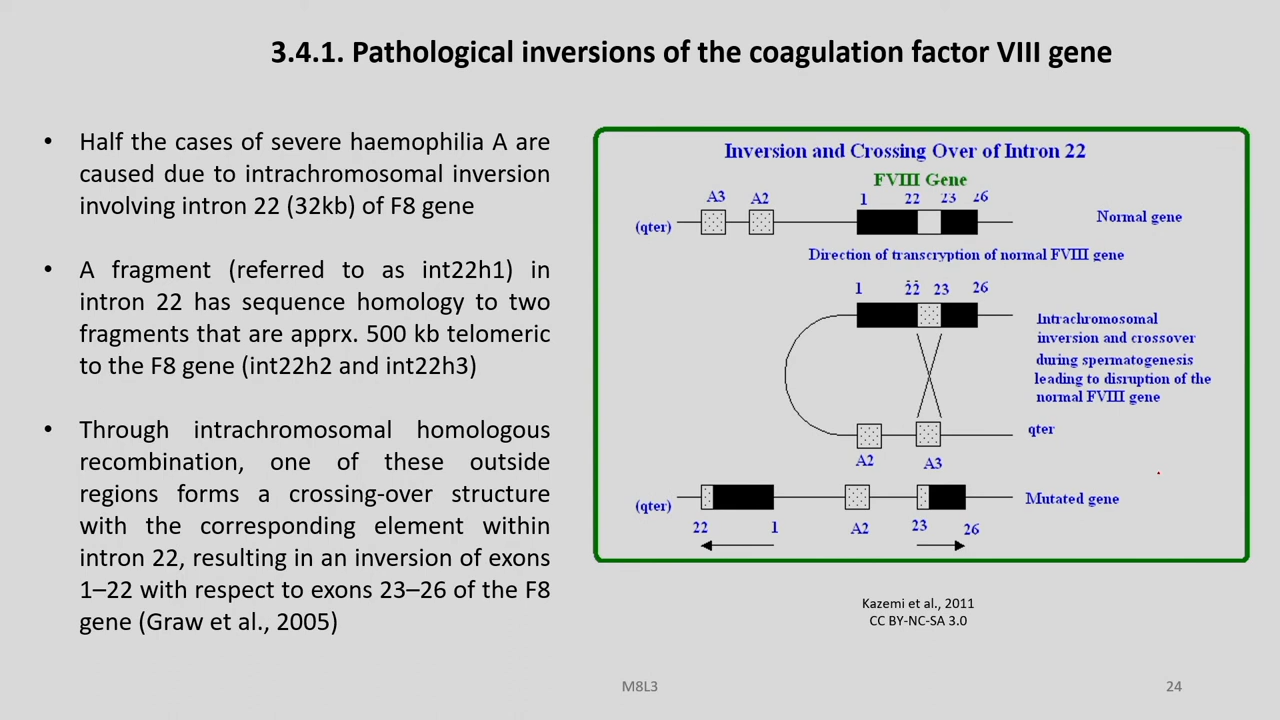 3.4.1. Pathological inversions of the coagulation factor VIII gene
• Half the cases of severe haemophilia A are
caused due to intrachromosomal inversion
involving intron 22 (32kb) of F8 gene
• A fragment (referred to as int22h1) in
intron 22 has sequence homology to two
fragments that are apprx. 500 kb telomeric
to the F8 gene (int22h2 and int22h3)
• Through intrachromosomal homologous
recombination, one of these outside
regions forms a crossing-over structure
with the corresponding element within
intron 22, resulting in an inversion of exons
1–22 with respect to exons 23–26 of the F8
gene (Graw et al., 2005)
Inversion and Crossing Over of Intron 22
FVIII Gene
A3 A2 1 22 23 26
(qter) Normal gene
Direction of transcryption of normal FVIII gene
1 22 23 26
Intrachromosomal
inversion and crossover
during spermatogenesis
leading to disruption of the
normal FVIII gene
qter
A2 A3
(qter) Mutated gene
22 1 A2 23 26
Kazemi et al., 2011
CC BY-NC-SA 3.0
M8L3 24